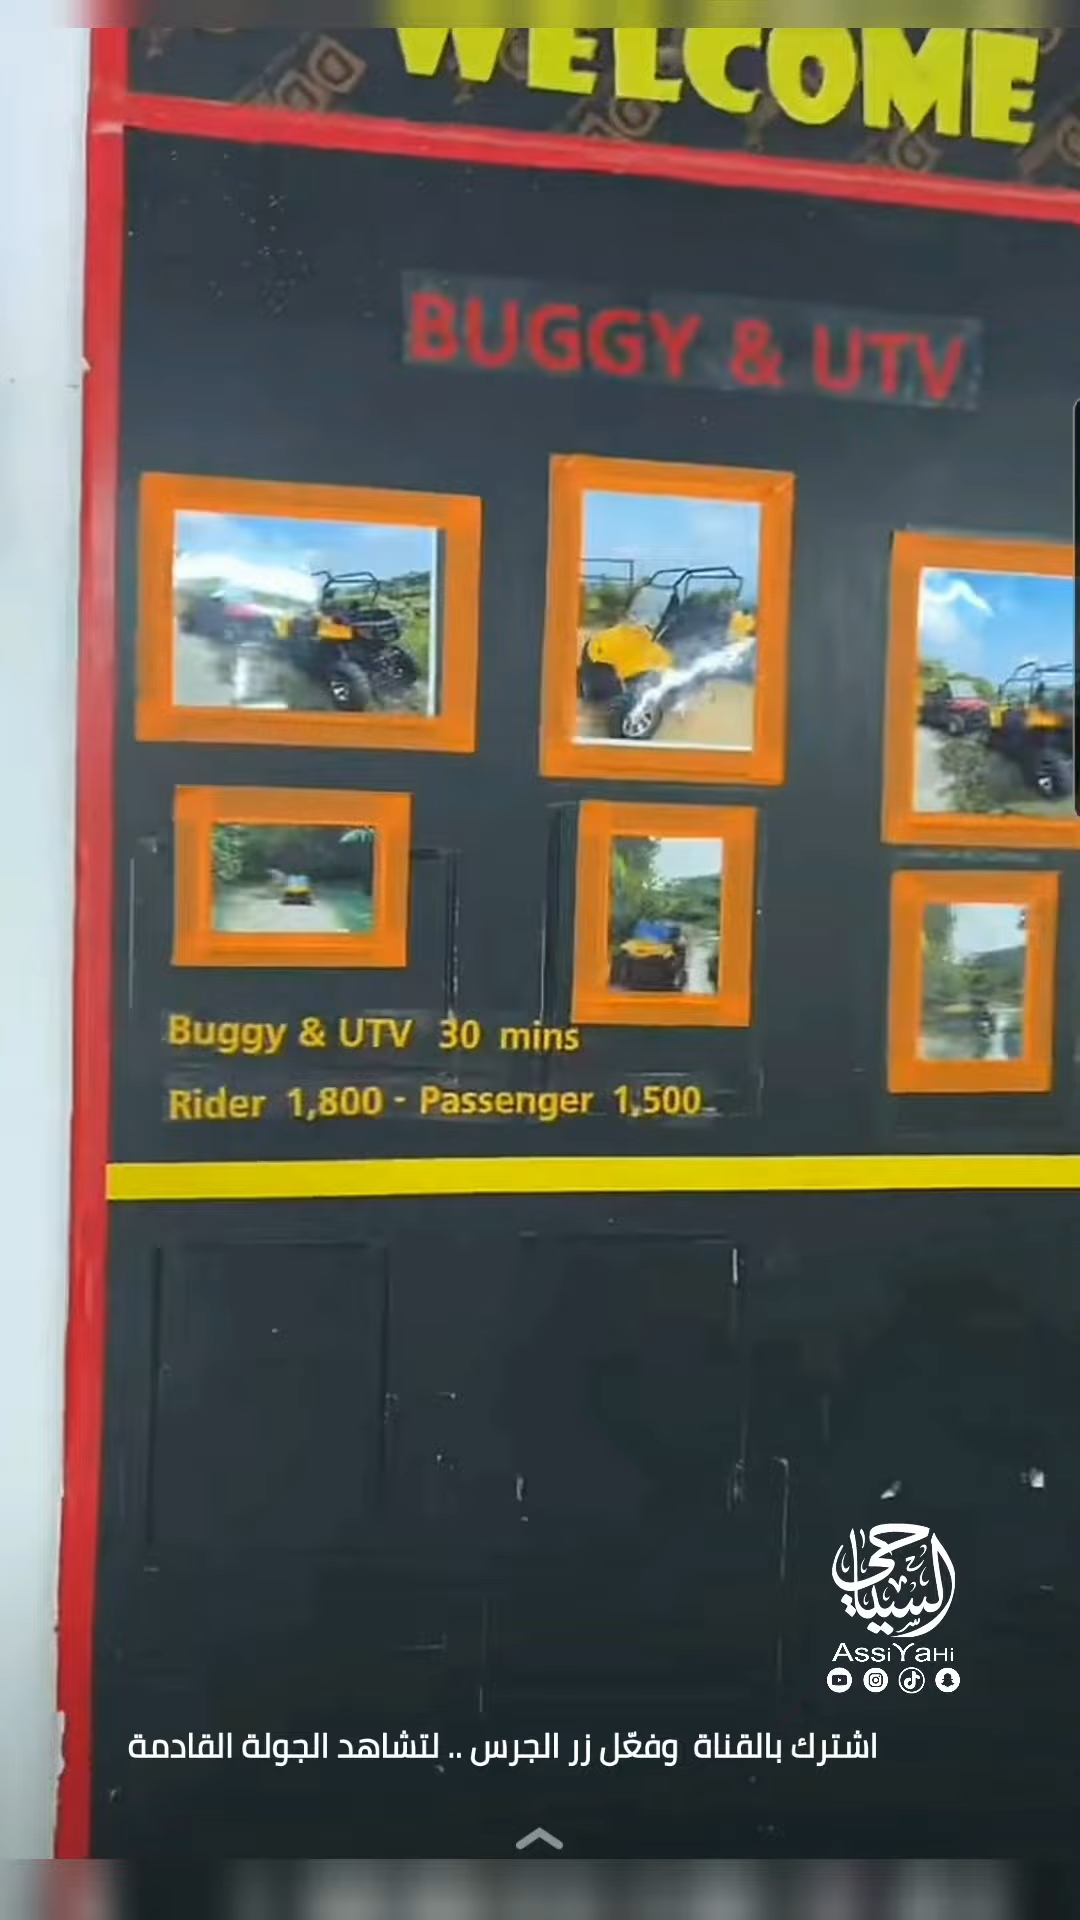 WELCOME
BUGGY & UTV
Buggy & UTV 30 mins
Rider 1,800 - Passenger 1,500
السياحي
AssiYaHi
اشترك بالقناة وفعّل زر الجرس .. لتشاهد الجولة القادمة